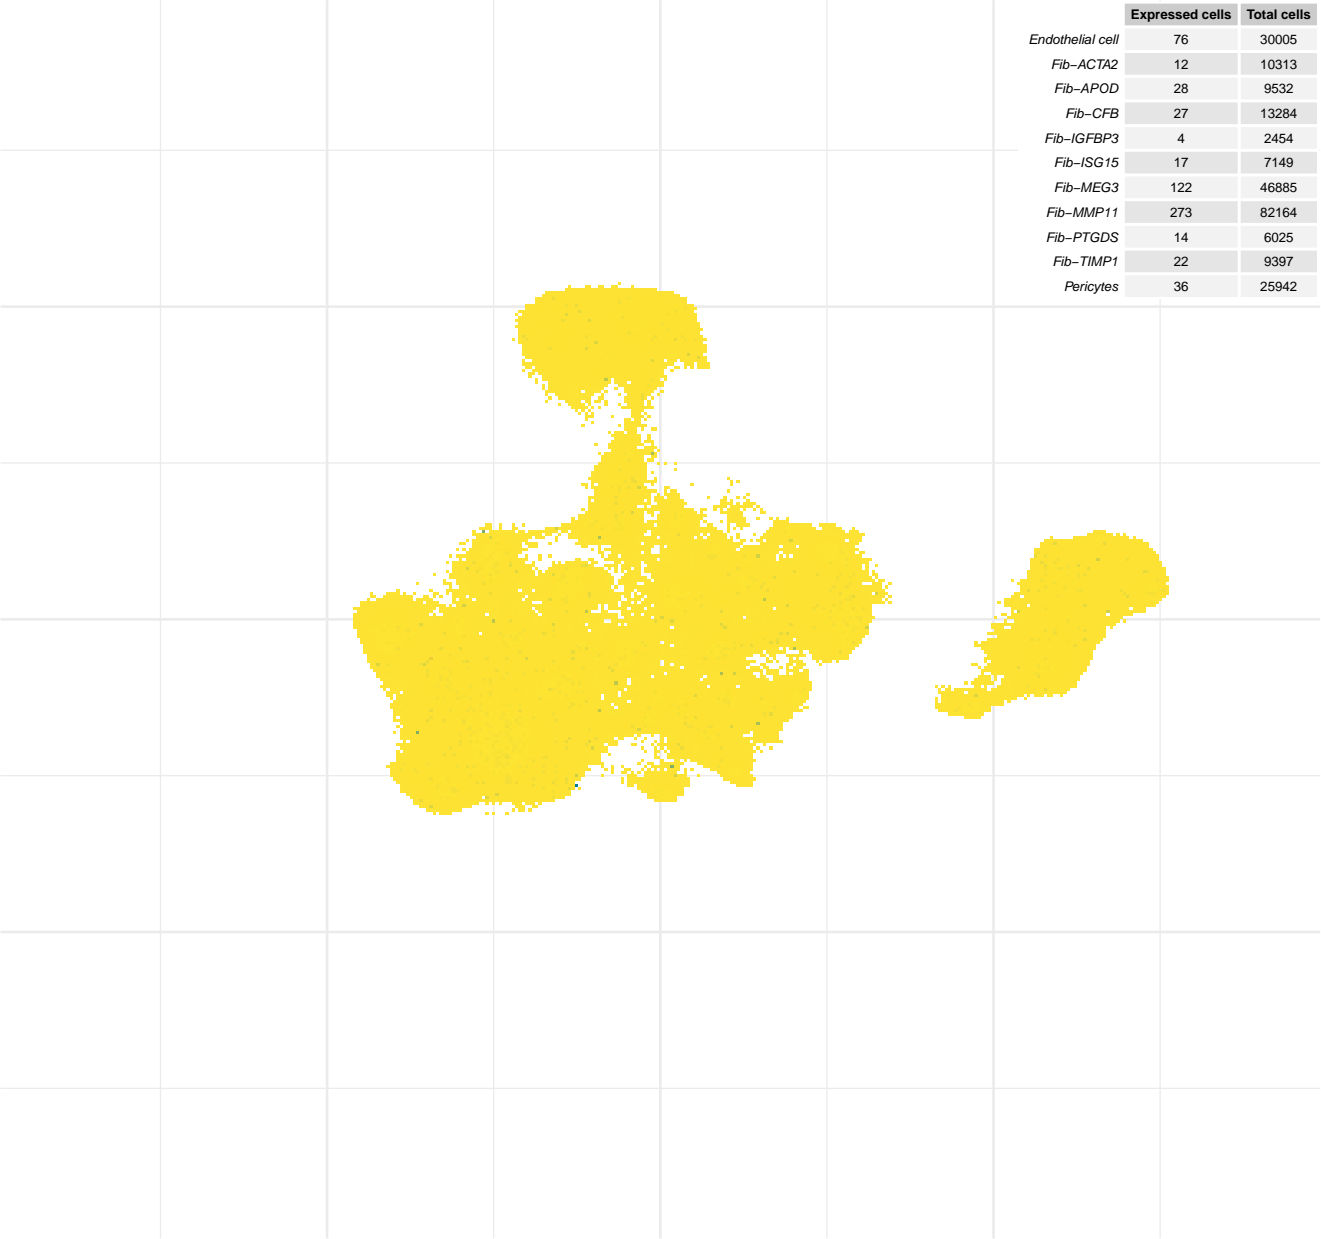 Expressed cells Total cells
Endothelial cell 76 30005
Fib−ACTA2 12 10313
Fib−APOD 28 9532
Fib−CFB 27 13284
Fib−IGFBP3 4 2454
Fib−ISG15 17 7149
Fib−MEG3 122 46885
Fib−MMP11 273 82164
Fib−PTGDS 14 6025
Fib−TIMP1 22 9397
Pericytes 36 25942